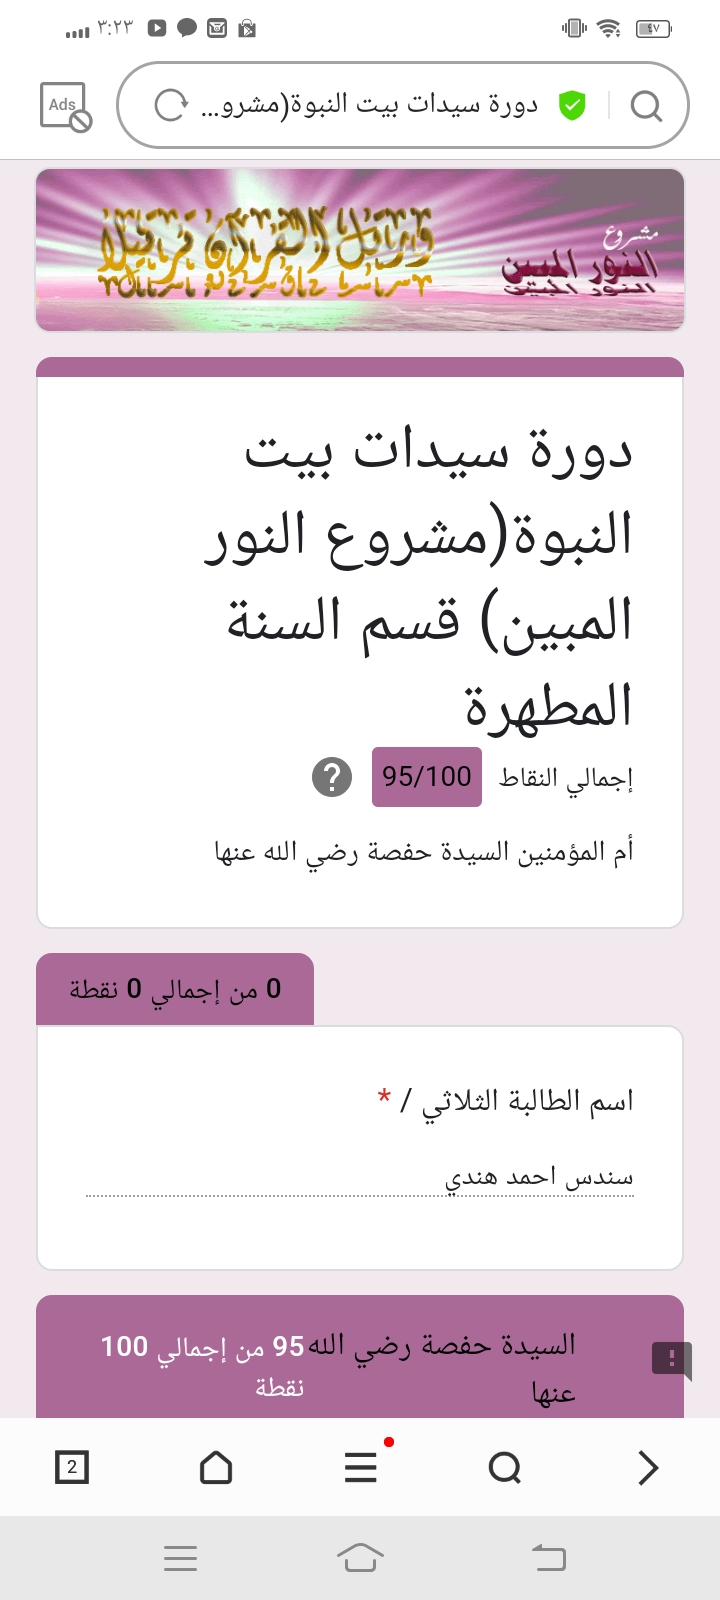 ٣:٢٣
٤٧
Ads
دورة سيدات بيت النبوة(مشرو...
مشروع
النور المبين
ورتل القرآن ترتيلا
دورة سيدات بيت
النبوة(مشروع النور
المبين) قسم السنة
المطهرة
إجمالي النقاط 95/100 ?
أم المؤمنين السيدة حفصة رضي الله عنها
0 من إجمالي 0 نقطة
اسم الطالبة الثلاثي / *
سندس احمد هندي
السيدة حفصة رضي الله
عنها
95 من إجمالي 100
نقطة
2